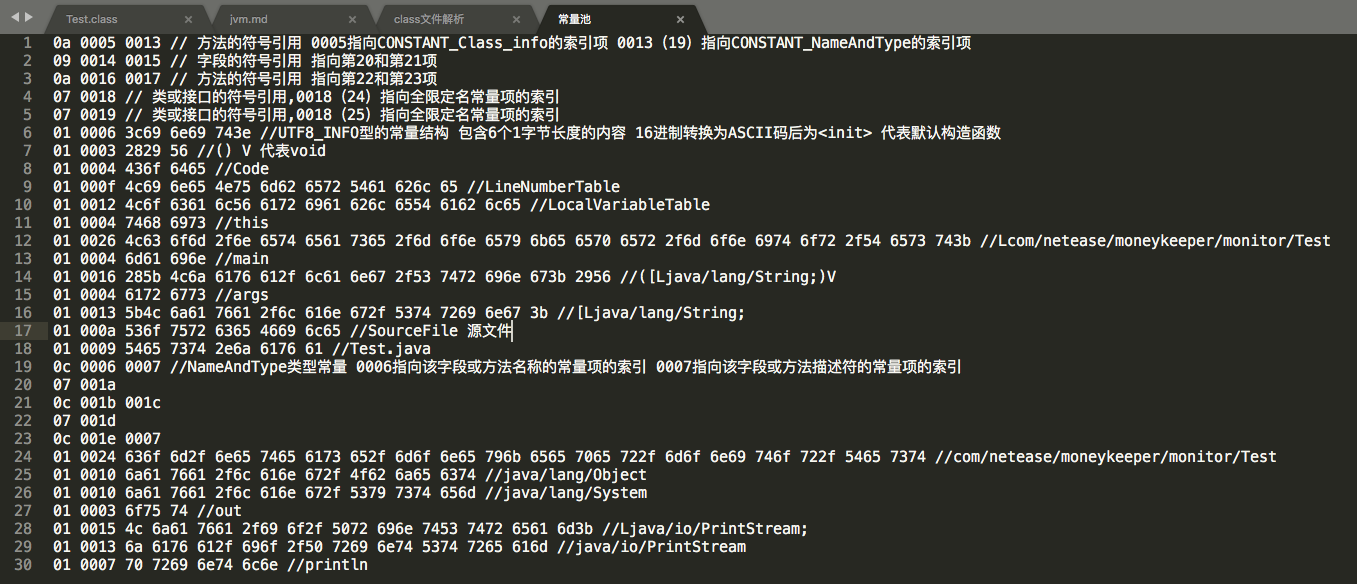 Test.class × jvm.md × class文件解析 × 常量池 ×
1 0a 0005 0013 // 方法的符号引用 0005指向CONSTANT_Class_info的索引项 0013（19）指向CONSTANT_NameAndType的索引项
2 09 0014 0015 // 字段的符号引用 指向第20和第21项
3 0a 0016 0017 // 方法的符号引用 指向第22和第23项
4 07 0018 // 类或接口的符号引用,0018（24）指向全限定名常量项的索引
5 07 0019 // 类或接口的符号引用,0018（25）指向全限定名常量项的索引
6 01 0006 3c69 6e69 743e //UTF8_INFO型的常量结构 包含6个1字节长度的内容 16进制转换为ASCII码后为<init> 代表默认构造函数
7 01 0003 2829 56 //() V 代表void
8 01 0004 436f 6465 //Code
9 01 000f 4c69 6e65 4e75 6d62 6572 5461 626c 65 //LineNumberTable
10 01 0012 4c6f 6361 6c56 6172 6961 626c 6554 6162 6c65 //LocalVariableTable
11 01 0004 7468 6973 //this
12 01 0026 4c63 6f6d 2f6e 6574 6561 7365 2f6d 6f6e 6579 6b65 6570 6572 2f6d 6f6e 6974 6f72 2f54 6573 743b //Lcom/netease/moneykeeper/monitor/Test
13 01 0004 6d61 696e //main
14 01 0016 285b 4c6a 6176 612f 6c61 6e67 2f53 7472 696e 673b 2956 //([Ljava/lang/String;)V
15 01 0004 6172 6773 //args
16 01 0013 5b4c 6a61 7661 2f6c 616e 672f 5374 7269 6e67 3b //[Ljava/lang/String;
17 01 000a 536f 7572 6365 4669 6c65 //SourceFile 源文件
18 01 0009 5465 7374 2e6a 6176 61 //Test.java
19 0c 0006 0007 //NameAndType类型常量 0006指向该字段或方法名称的常量项的索引 0007指向该字段或方法描述符的常量项的索引
20 07 001a
21 0c 001b 001c
22 07 001d
23 0c 001e 0007
24 01 0024 636f 6d2f 6e65 7465 6173 652f 6d6f 6e65 796b 6565 7065 722f 6d6f 6e69 746f 722f 5465 7374 //com/netease/moneykeeper/monitor/Test
25 01 0010 6a61 7661 2f6c 616e 672f 4f62 6a65 6374 //java/lang/Object
26 01 0010 6a61 7661 2f6c 616e 672f 5379 7374 656d //java/lang/System
27 01 0003 6f75 74 //out
28 01 0015 4c 6a61 7661 2f69 6f2f 5072 696e 7453 7472 6561 6d3b //Ljava/io/PrintStream;
29 01 0013 6a 6176 612f 696f 2f50 7269 6e74 5374 7265 616d //java/io/PrintStream
30 01 0007 70 7269 6e74 6c6e //println